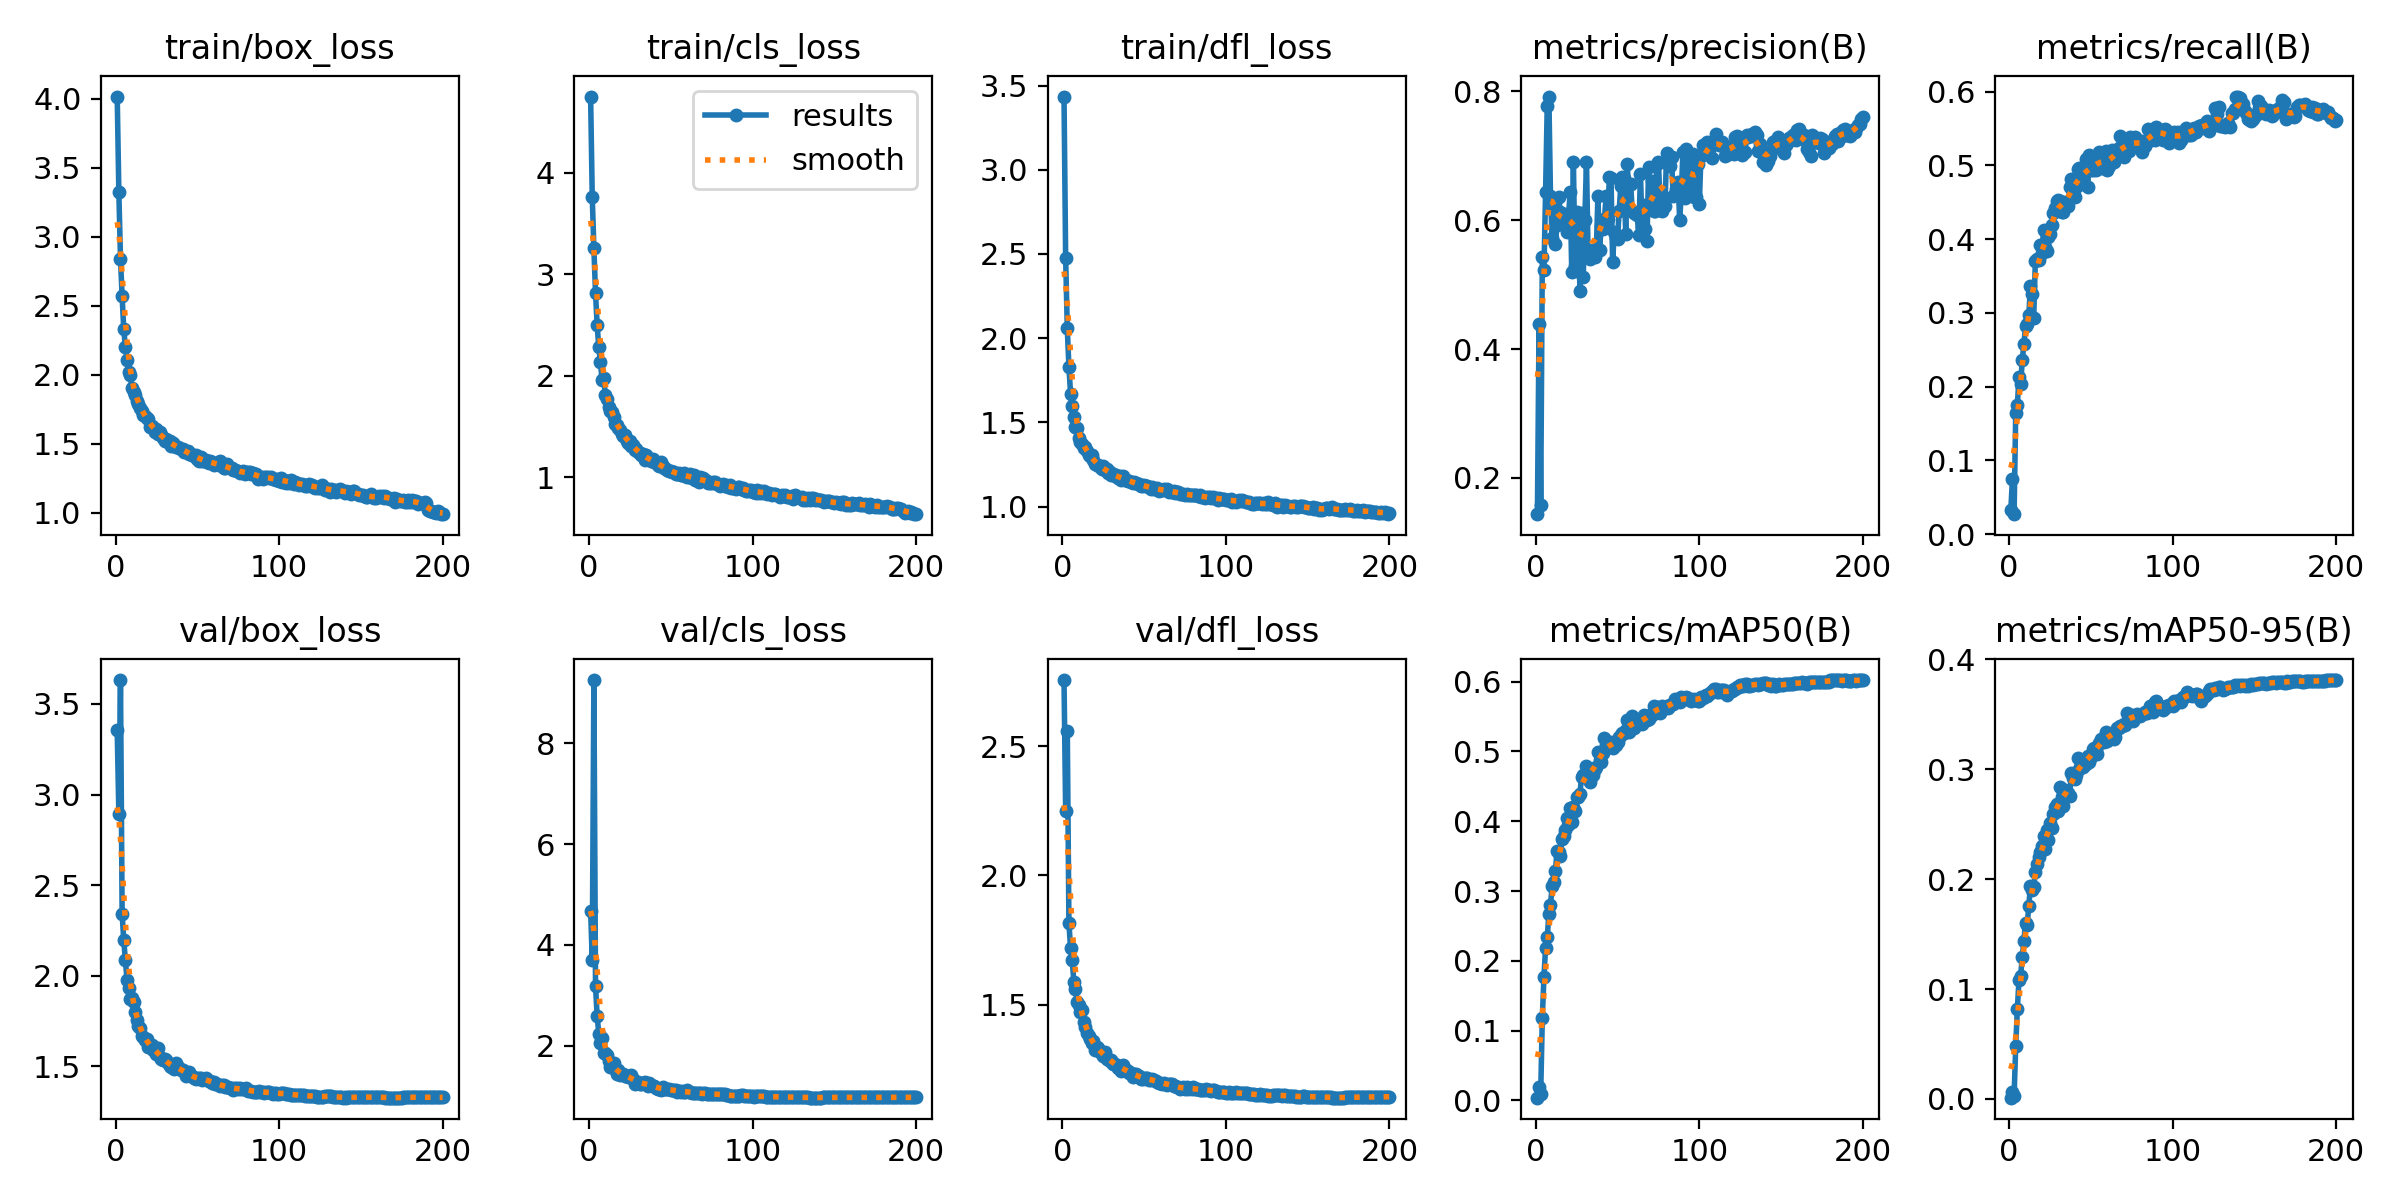 train/box_loss
4.0
3.5
3.0
2.5
2.0
1.5
1.0
0 100 200
train/cls_loss
results
smooth
4
3
2
1
0 100 200
train/dfl_loss
3.5
3.0
2.5
2.0
1.5
1.0
0 100 200
metrics/precision(B)
0.8
0.6
0.4
0.2
0 100 200
metrics/recall(B)
0.6
0.5
0.4
0.3
0.2
0.1
0.0
0 100 200
val/box_loss
3.5
3.0
2.5
2.0
1.5
0 100 200
val/cls_loss
8
6
4
2
0 100 200
val/dfl_loss
2.5
2.0
1.5
0 100 200
metrics/mAP50(B)
0.6
0.5
0.4
0.3
0.2
0.1
0.0
0 100 200
metrics/mAP50-95(B)
0.4
0.3
0.2
0.1
0.0
0 100 200